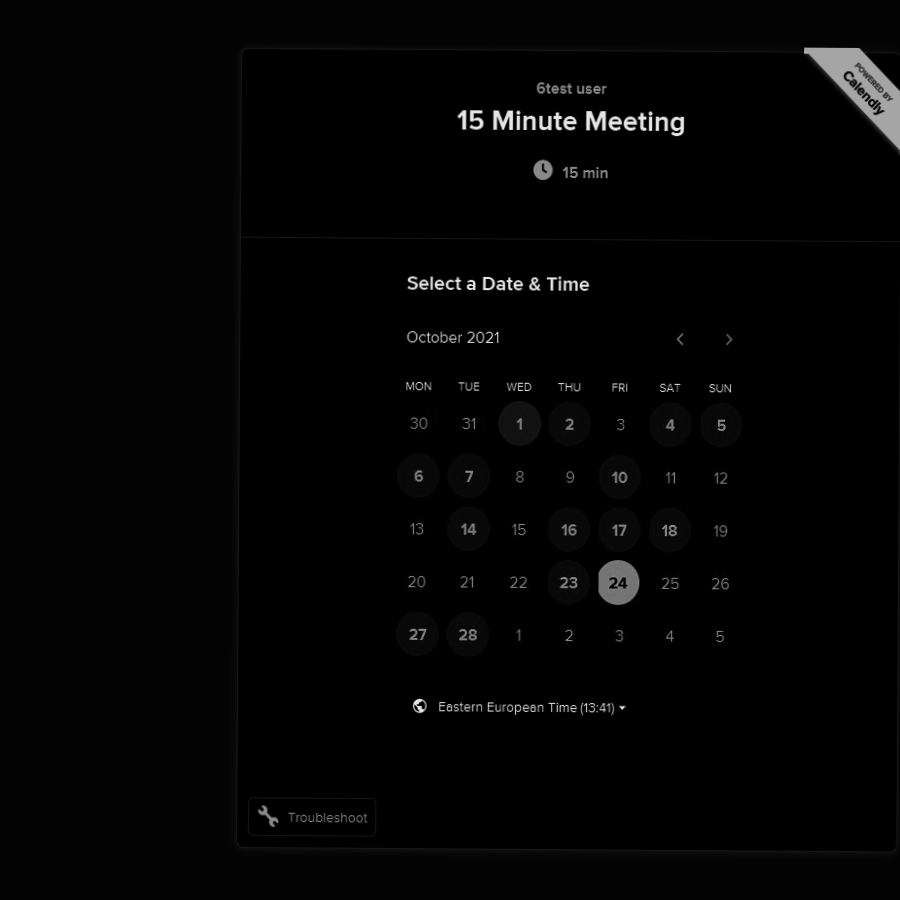 POWERED BY
Calendly
6test user
15 Minute Meeting
15 min
Select a Date & Time
October 2021
MON TUE WED THU FRI SAT SUN
30 31 1 2 3 4 5
6 7 8 9 10 11 12
13 14 15 16 17 18 19
20 21 22 23 24 25 26
27 28 1 2 3 4 5
Eastern European Time (13:41)
Troubleshoot